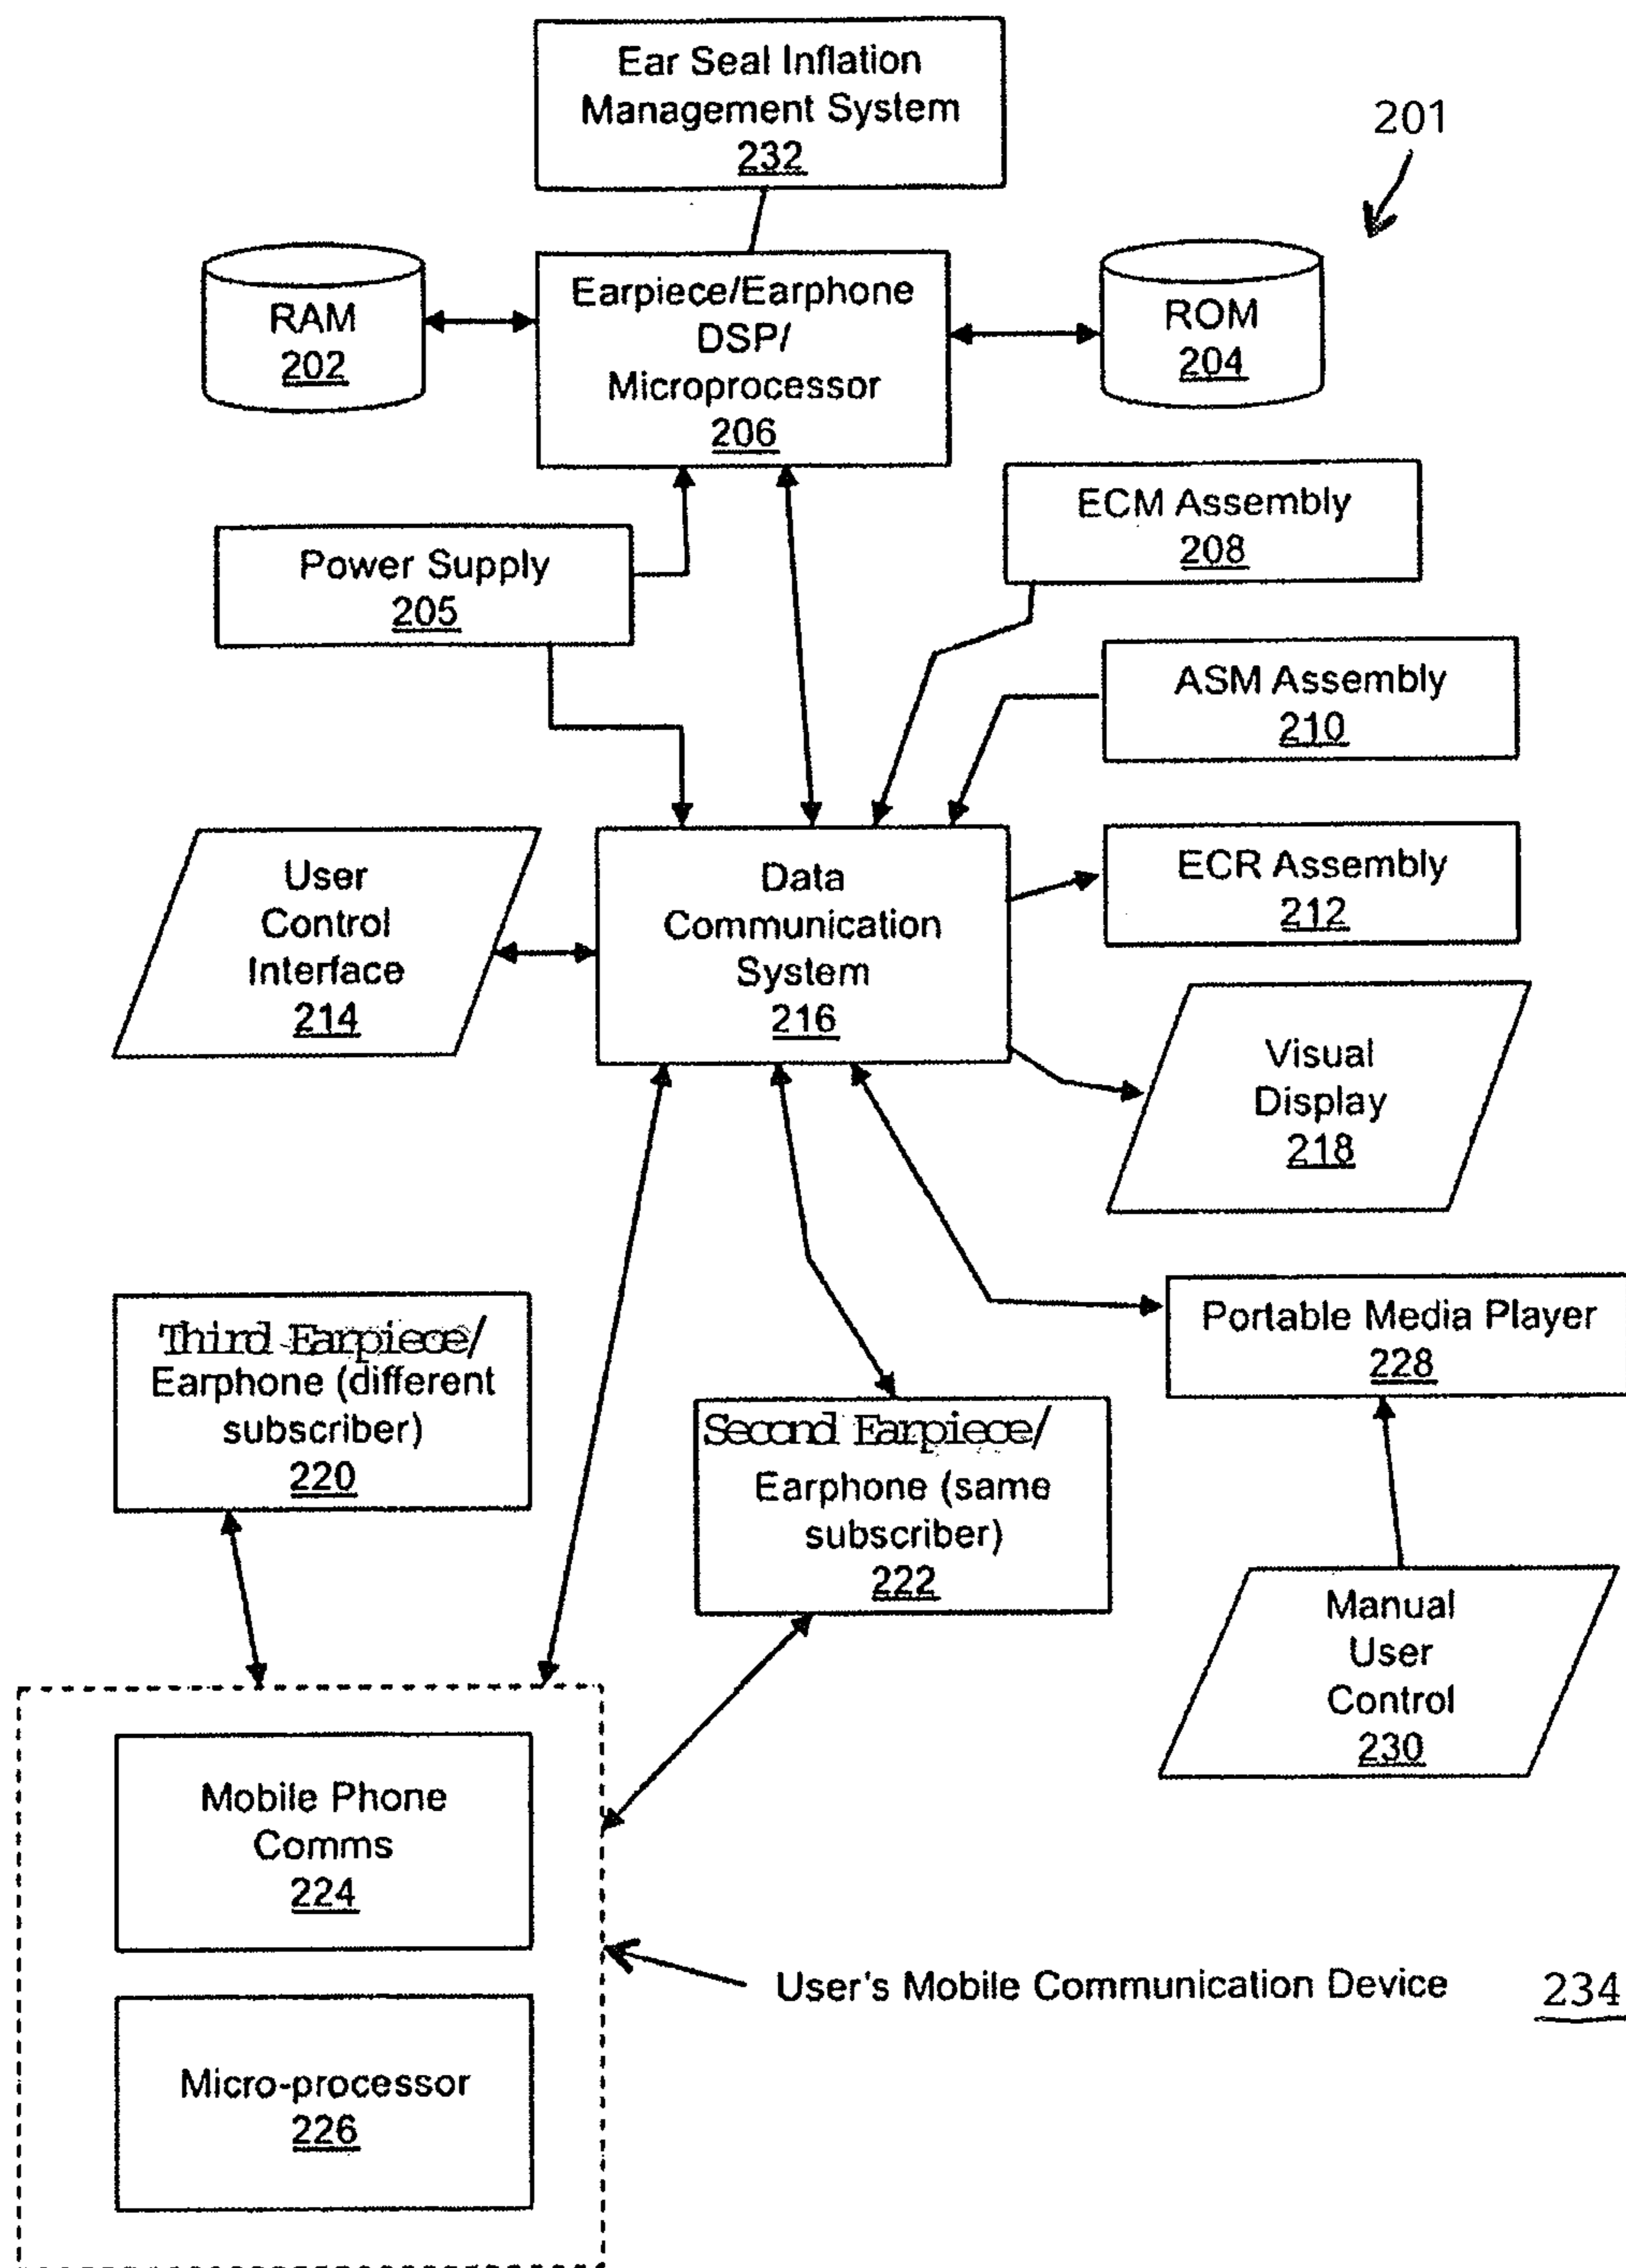 Ear Seal Inflation
Management System
232
201
RAM
202
Earpiece/Earphone
DSP/
Microprocessor
206
ROM
204
ECM Assembly
208
Power Supply
205
ASM Assembly
210
User
Control
Interface
214
Data
Communication
System
216
ECR Assembly
212
Visual
Display
218
Third Earpiece/
Earphone (different
subscriber)
220
Second Earpiece/
Earphone (same
subscriber)
222
Portable Media Player
228
Manual
User
Control
230
Mobile Phone
Comms
224
User's Mobile Communication Device 234
Micro-processor
226